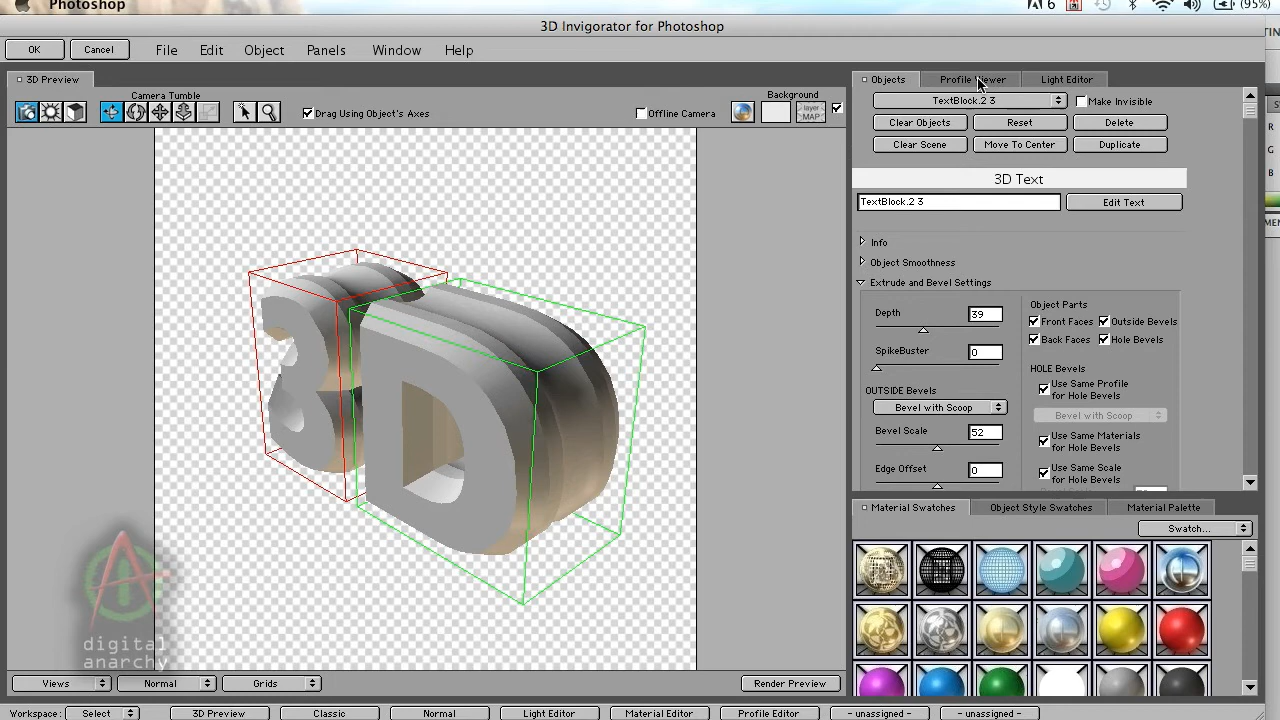 Photoshop
A 6
(95%)
3D Invigorator for Photoshop
OK
Cancel
File
Edit
Object
Panels
Window
Help
3D Preview
Objects
Profile Viewer
Light Editor
Camera Tumble
Drag Using Object's Axes
Offline Camera
Background
layer MAP
TextBlock.2 3
Make Invisible
Clear Objects
Reset
Delete
Clear Scene
Move To Center
Duplicate
3D Text
TextBlock.2 3
Edit Text
Info
Object Smoothness
Extrude and Bevel Settings
Depth
39
SpikeBuster
0
OUTSIDE Bevels
Bevel with Scoop
Bevel Scale
52
Edge Offset
0
Object Parts
Front Faces
Outside Bevels
Back Faces
Hole Bevels
HOLE Bevels
Use Same Profile
for Hole Bevels
Bevel with Scoop
Use Same Materials
for Hole Bevels
Use Same Scale
for Hole Bevels
3D
Material Swatches
Object Style Swatches
Material Palette
Swatch...
digital
anarchy
Views
Normal
Grids
Render Preview
Workspace:
Select
3D Preview
Classic
Normal
Light Editor
Material Editor
Profile Editor
- unassigned -
- unassigned -